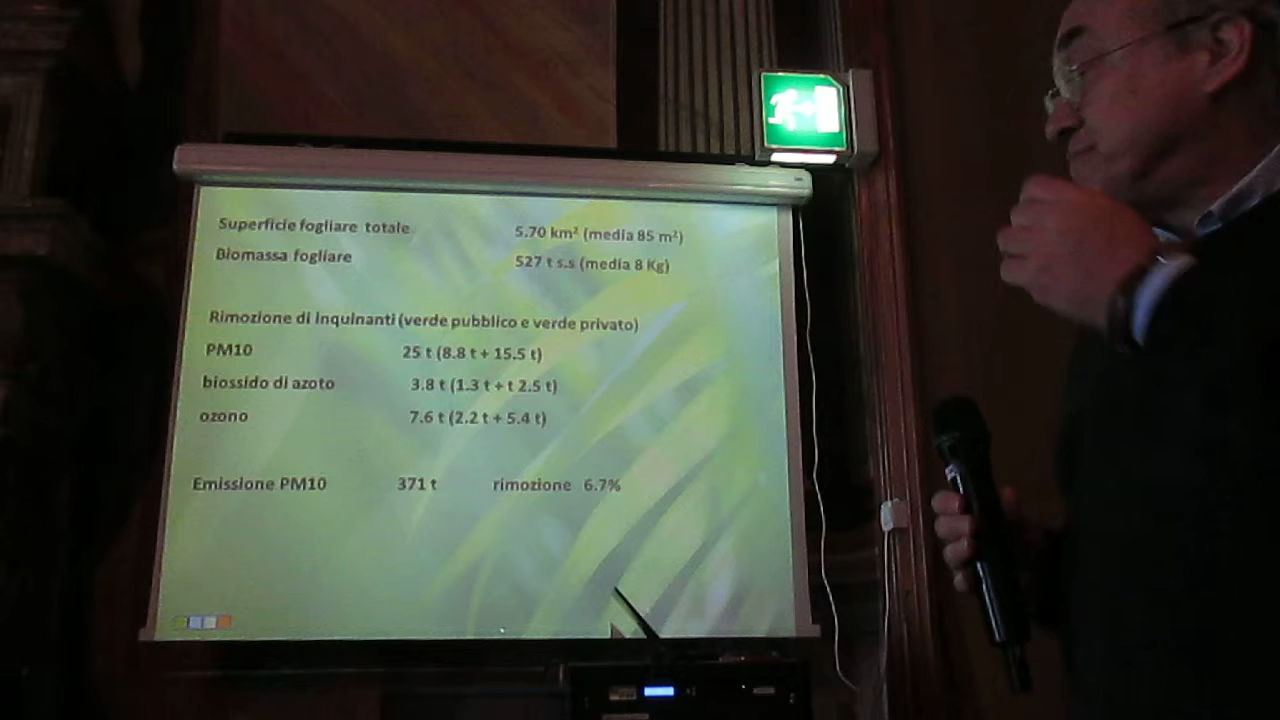 Superficie fogliare totale 5.70 km² (media 85 m²)
Biomassa fogliare 527 t s.s (media 8 Kg)
Rimozione di Inquinanti (verde pubblico e verde privato)
PM10 25 t (8.8 t + 15.5 t)
biossido di azoto 3.8 t (1.3 t + t 2.5 t)
ozono 7.6 t (2.2 t + 5.4 t)
Emissione PM10 371 t rimozione 6.7%